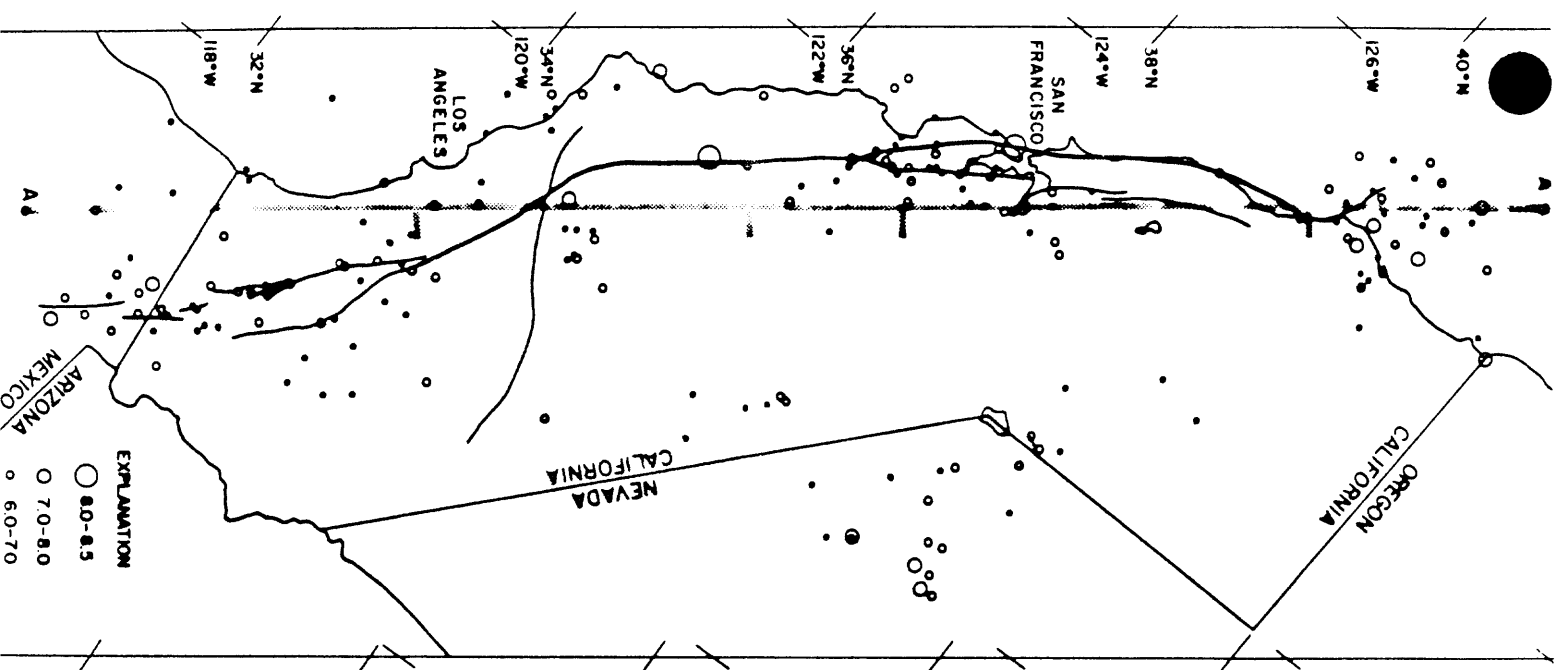 118°W
32°N
120°W
34°N
122°W
36°N
124°W
38°N
126°W
40°N
LOS
ANGELES
SAN
FRANCISCO
MEXICO
ARIZONA
NEVADA
CALIFORNIA
OREGON
CALIFORNIA
EXPLANATION
8.0-8.5
7.0-8.0
6.0-7.0